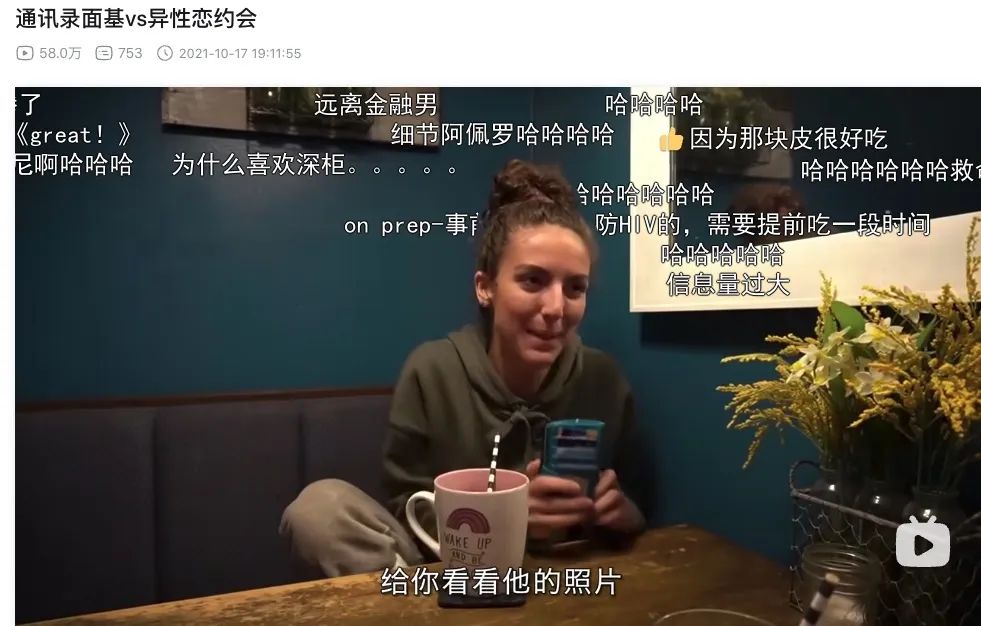 通讯录面基vs异性恋约会
58.0万 753 2021-10-17 19:11:55
了 远离金融男 哈哈哈哈
《great！》 细节阿佩罗哈哈哈哈 因为那块皮很好吃
尼啊哈哈哈 为什么喜欢深柜。。。。。 哈哈哈哈哈哈救
哈哈哈哈哈哈
on prep-事前 防HIV的，需要提前吃一段时间
哈哈哈哈哈
信息量过大
WAKE UP
AND BE
给你看看他的照片